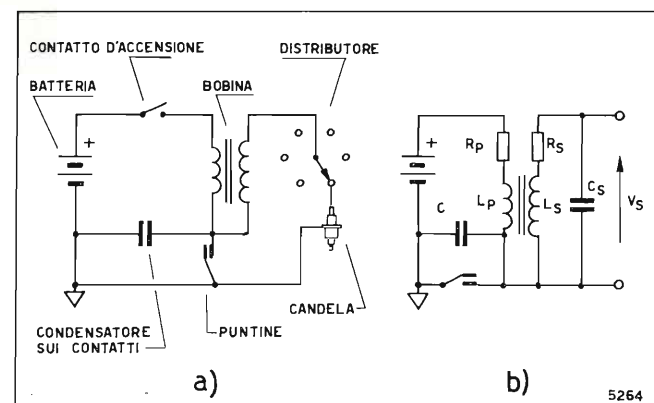 CONTATTO D'ACCENSIONE
DISTRIBUTORE
BATTERIA
BOBINA
+
CONDENSATORE
SUI CONTATTI
PUNTINE
CANDELA
a)
+
RP
RS
C
LP
LS
CS
VS
b)
5264